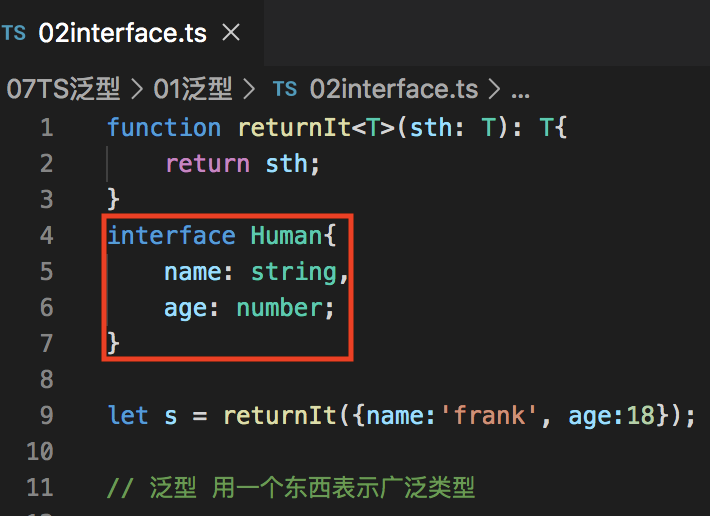 TS 02interface.ts ×
07TS泛型 > 01泛型 > TS 02interface.ts > ...
1 function returnIt<T>(sth: T): T{
2 return sth;
3 }
4 interface Human{
5 name: string,
6 age: number;
7 }
8
9 let s = returnIt({name:'frank', age:18});
10
11 // 泛型 用一个东西表示广泛类型